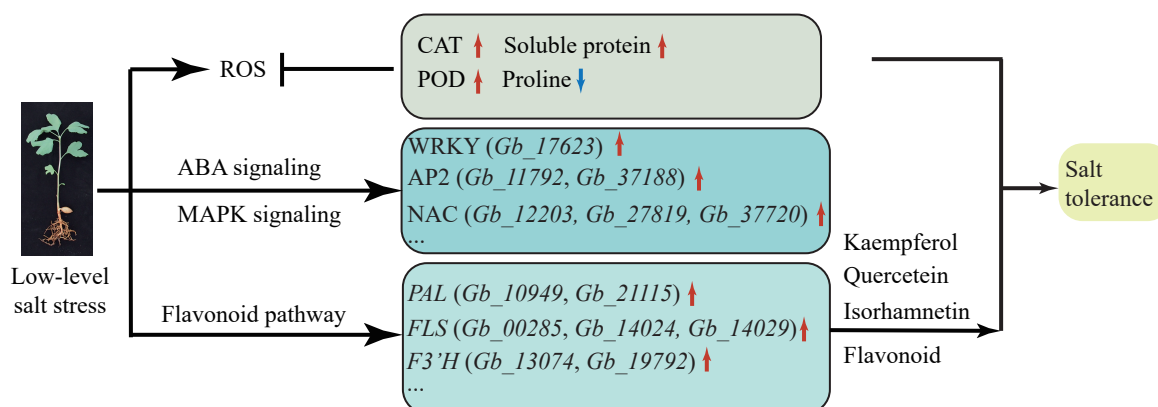 CAT Soluble protein
POD Proline
ROS
ABA signaling
MAPK signaling
WRKY (Gb_17623)
AP2 (Gb_11792, Gb_37188)
NAC (Gb_12203, Gb_27819, Gb_37720)
...
Low-level
salt stress
Flavonoid pathway
PAL (Gb_10949, Gb_21115)
FLS (Gb_00285, Gb_14024, Gb_14029)
F3’H (Gb_13074, Gb_19792)
...
Kaempferol
Quercetein
Isorhamnetin
Flavonoid
Salt
tolerance